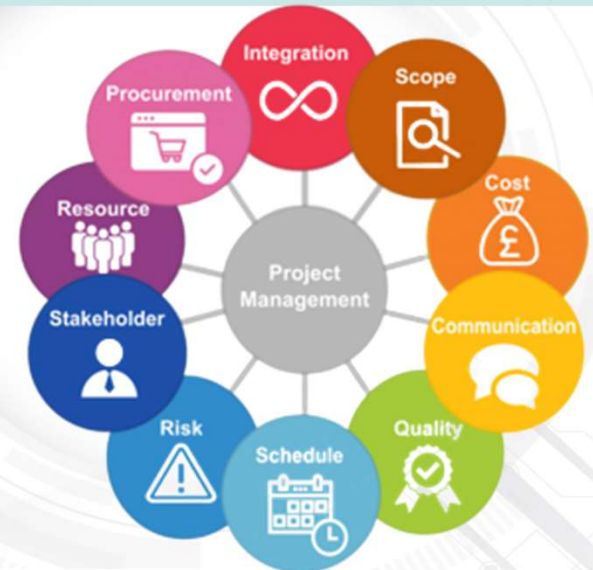 Integration
Scope
Procurement
Cost
£
Resource
Project
Management
Stakeholder
Communication
Risk
Quality
Schedule